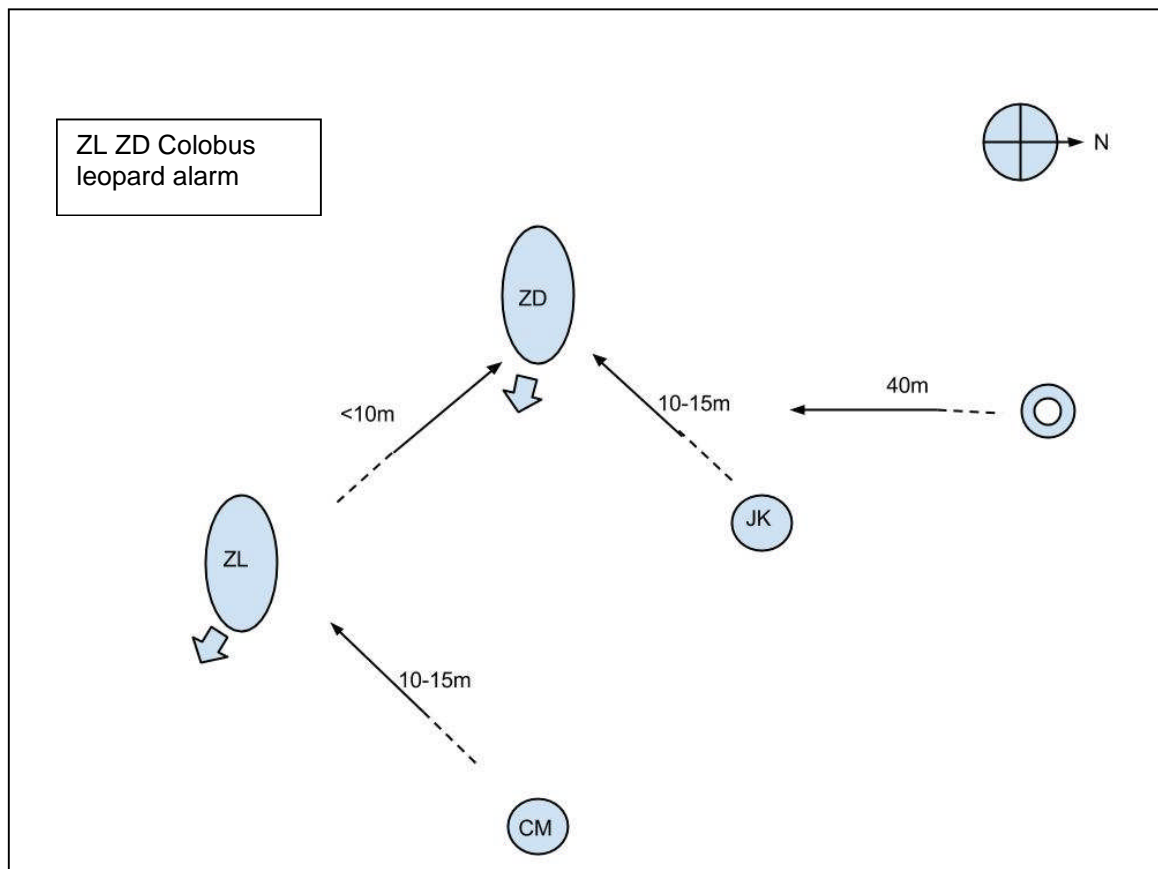 ZL ZD Colobus
leopard alarm
N
ZD
40m
<10m
10-15m
JK
ZL
10-15m
CM